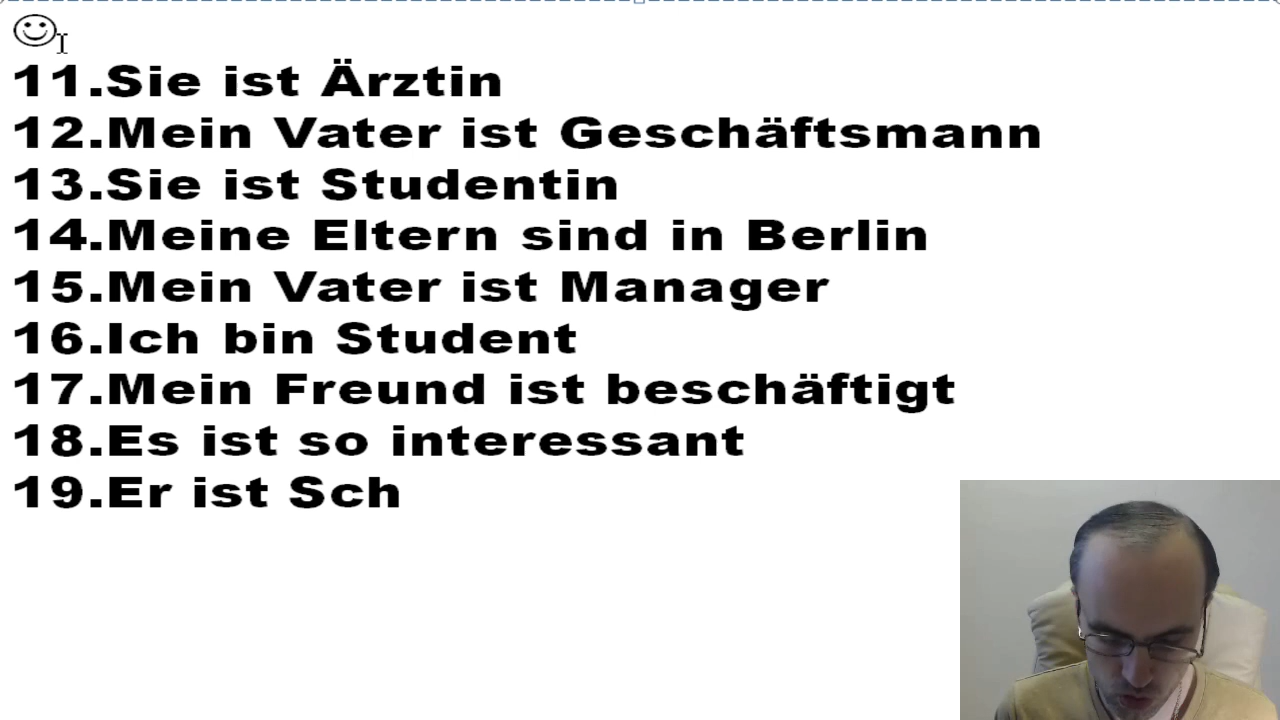 11.Sie ist Ärztin
12.Mein Vater ist Geschäftsmann
13.Sie ist Studentin
14.Meine Eltern sind in Berlin
15.Mein Vater ist Manager
16.Ich bin Student
17.Mein Freund ist beschäftigt
18.Es ist so interessant
19.Er ist Sch